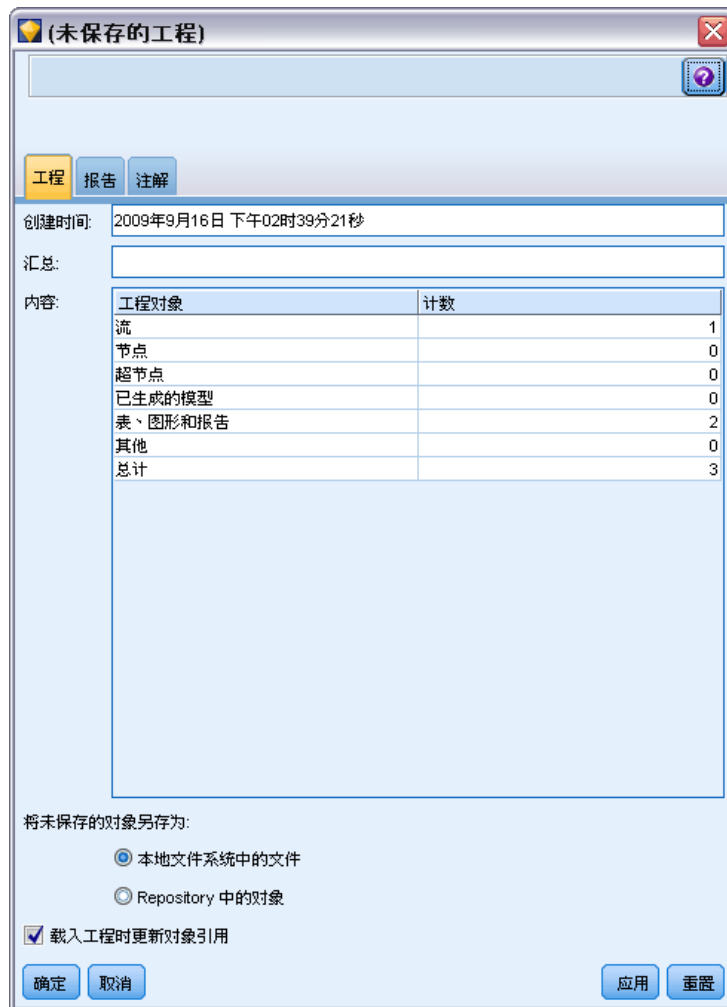 (未保存的工程)
工程 报告 注解
创建时间: 2009年9月16日 下午02时39分21秒
汇总:
内容: 工程对象 计数
流 1
节点 0
超节点 0
已生成的模型 0
表、图形和报告 2
其他 0
总计 3
将未保存的对象另存为:
本地文件系统中的文件
Repository 中的对象
载入工程时更新对象引用
确定 取消 应用 重置